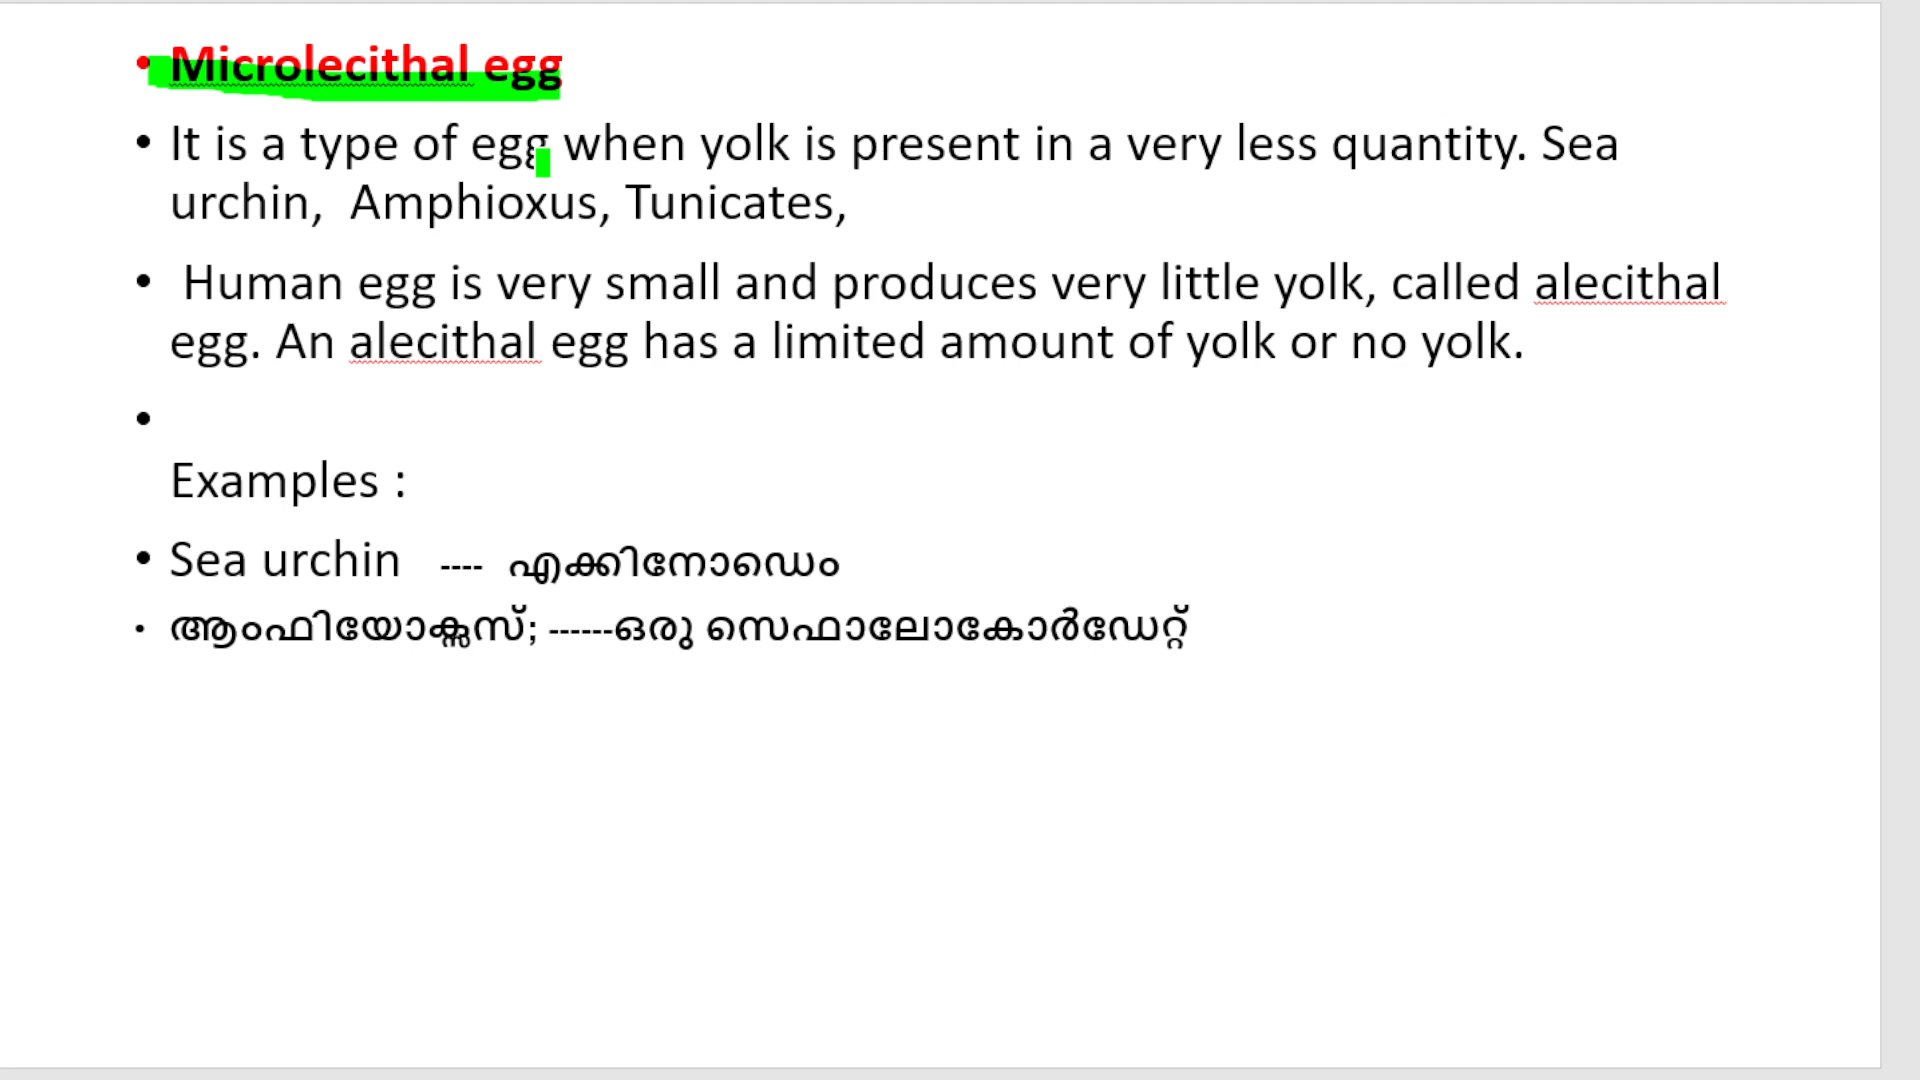 • Microlecithal egg
• It is a type of egg when yolk is present in a very less quantity. Sea
urchin, Amphioxus, Tunicates,
• Human egg is very small and produces very little yolk, called alecithal
egg. An alecithal egg has a limited amount of yolk or no yolk.
•
Examples :
• Sea urchin ---- എക്കിനോഡെം
• ആംഫിയോക്സസ്; ------ഒരു സെഫാലോകോർഡേറ്റ്